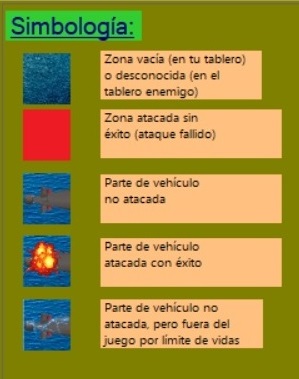 Simbología:
Zona vacía (en tu tablero)
o desconocida (en el
tablero enemigo)
Zona atacada sin
éxito (ataque fallido)
Parte de vehículo
no atacada
Parte de vehículo
atacada con éxito
Parte de vehículo no
atacada, pero fuera del
juego por límite de vidas